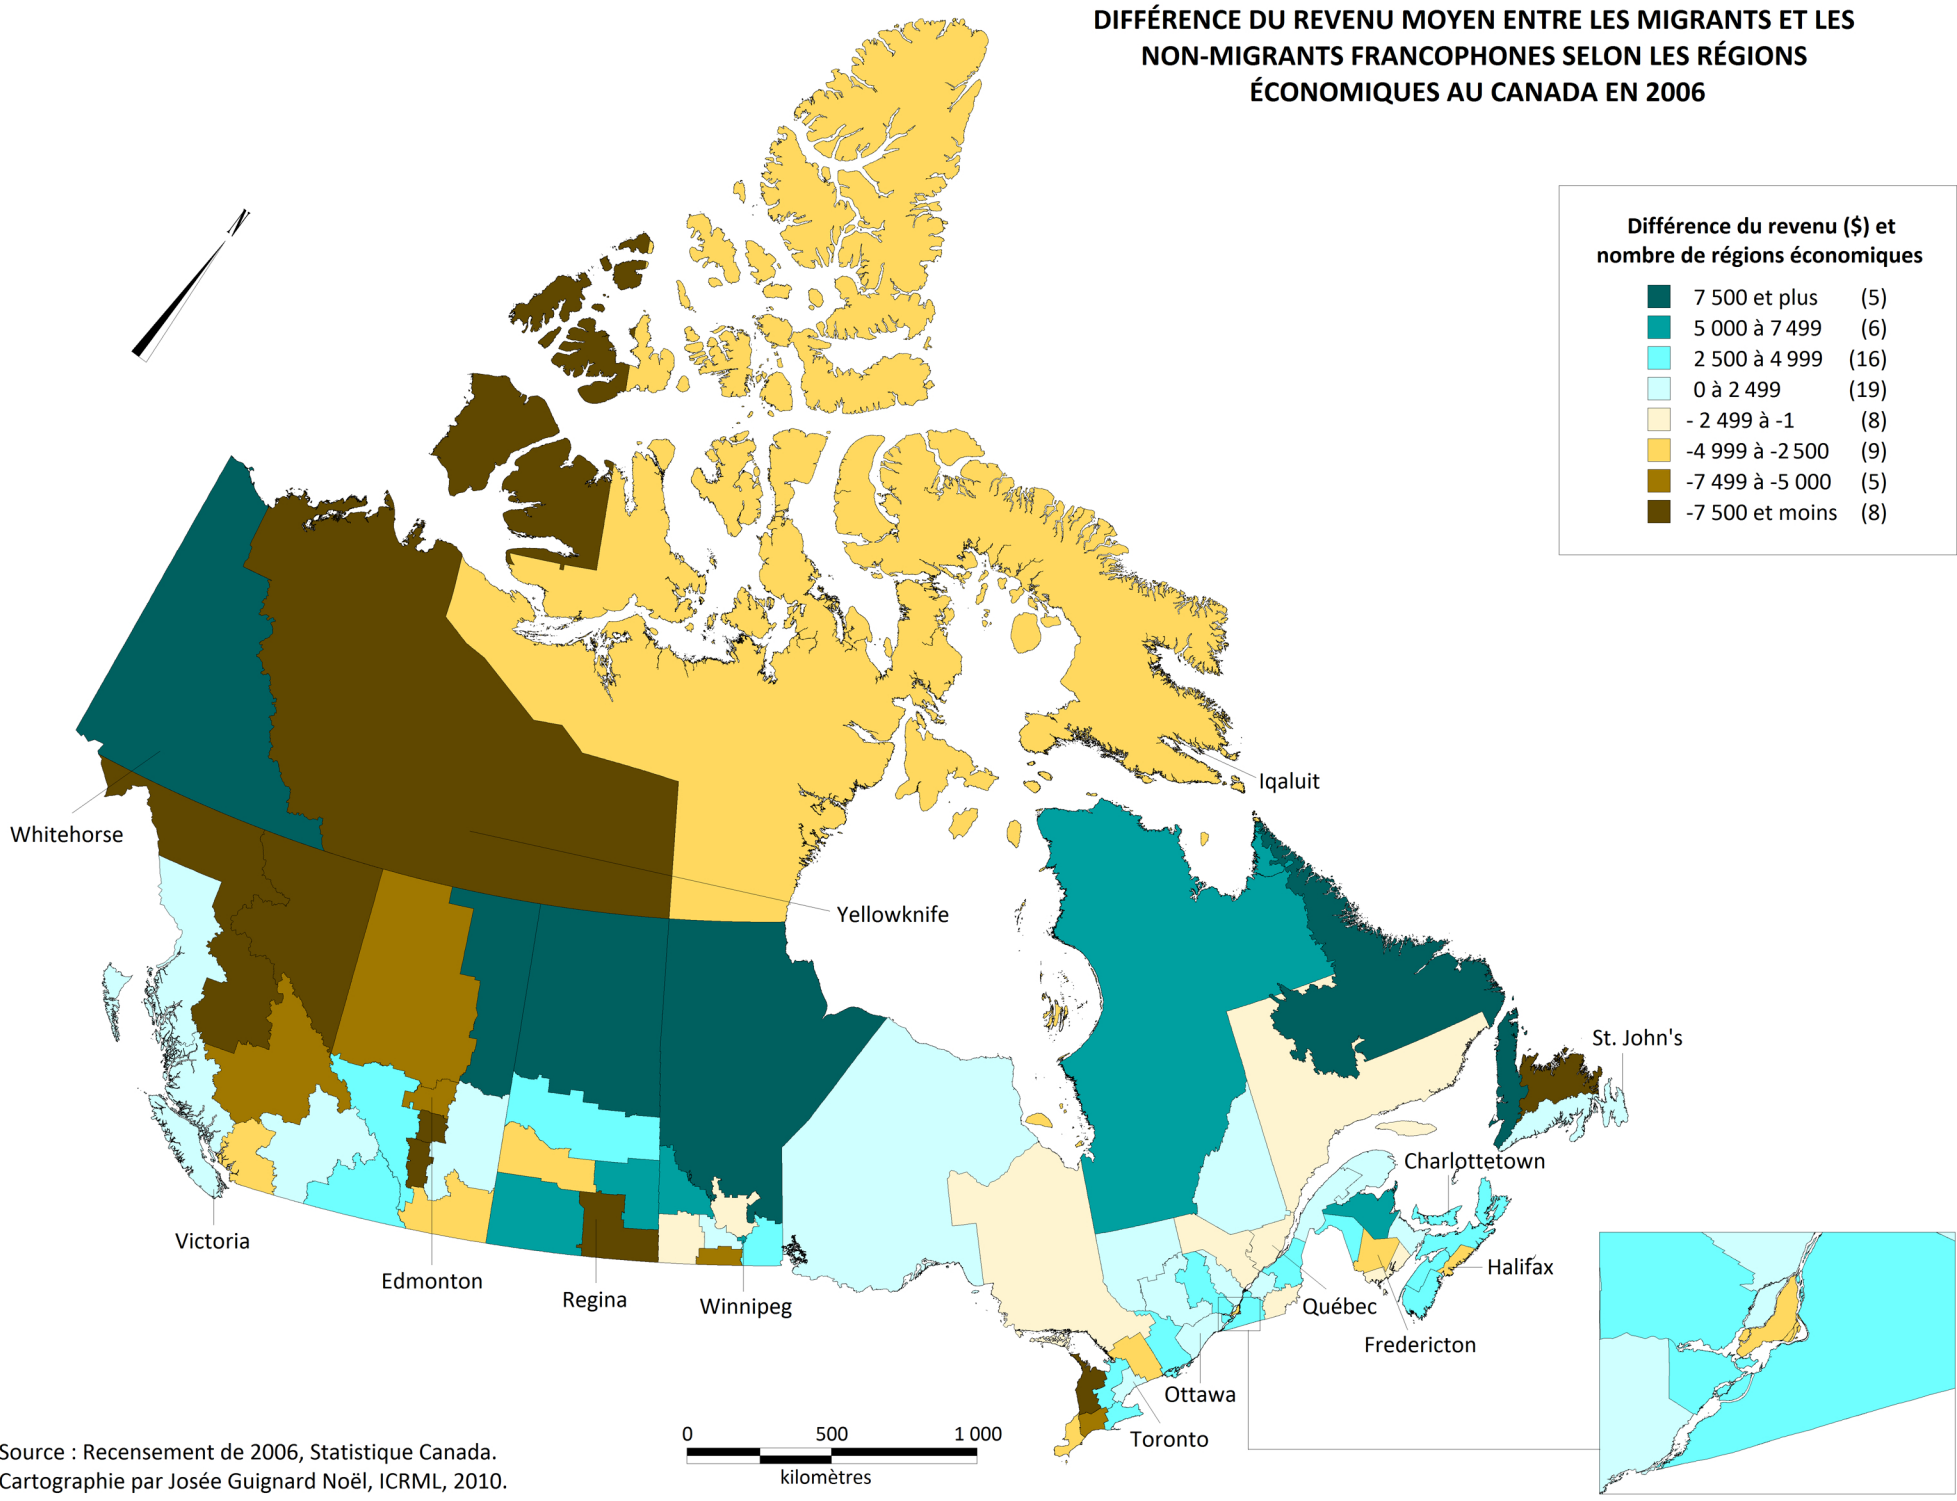 DIFFÉRENCE DU REVENU MOYEN ENTRE LES MIGRANTS ET LES
NON-MIGRANTS FRANCOPHONES SELON LES RÉGIONS
ÉCONOMIQUES AU CANADA EN 2006
Différence du revenu ($) et
nombre de régions économiques
7 500 et plus (5)
5 000 à 7 499 (6)
2 500 à 4 999 (16)
0 à 2 499 (19)
- 2 499 à -1 (8)
-4 999 à -2 500 (9)
-7 499 à -5 000 (5)
-7 500 et moins (8)
Iqaluit
Whitehorse
Yellowknife
St. John's
Charlottetown
Victoria
Halifax
Edmonton
Regina
Winnipeg
Québec
Fredericton
Ottawa
Toronto
0 500 1 000
kilomètres
Source : Recensement de 2006, Statistique Canada.
Cartographie par Josée Guignard Noël, ICRML, 2010.